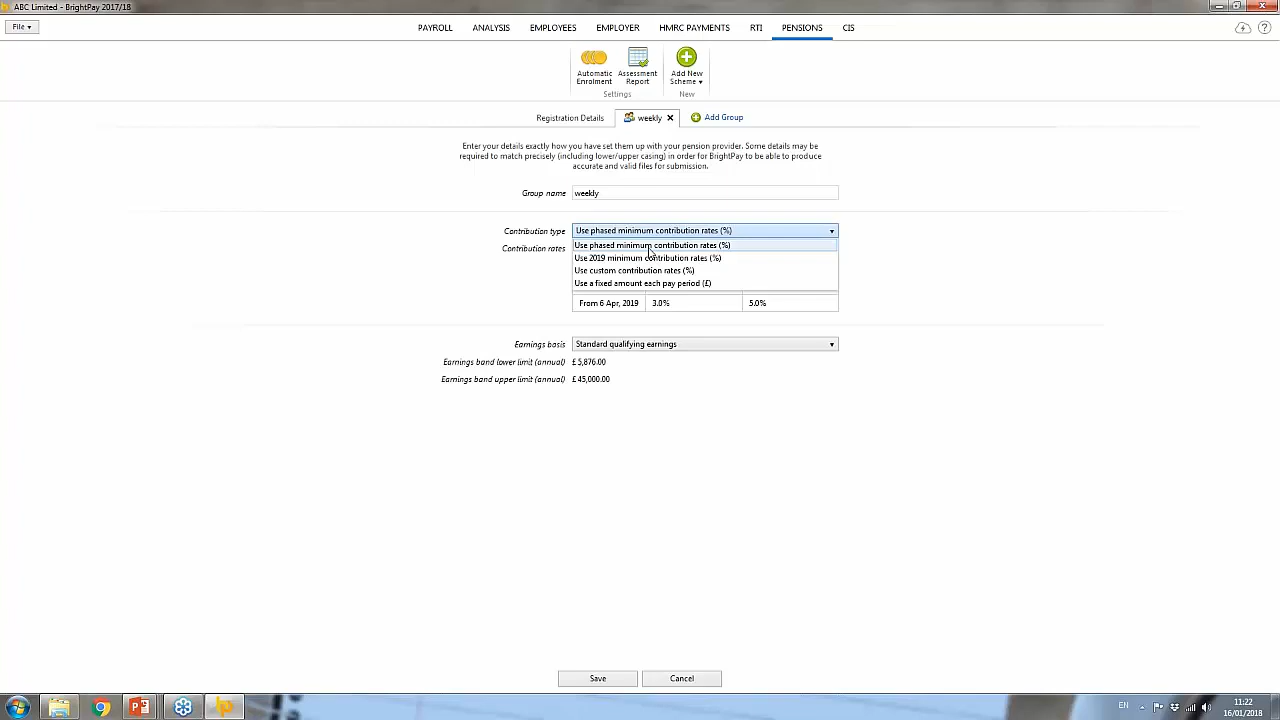 ABC Limited - BrightPay 2017/18
File
PAYROLL ANALYSIS EMPLOYEES EMPLOYER HMRC PAYMENTS RTI PENSIONS CIS
Automatic Enrolment
Assessment Report
Add New Scheme
Settings
New
Registration Details weekly Add Group
Enter your details exactly how you have set them up with your pension provider. Some details may be
required to match precisely (including lower/upper casing) in order for BrightPay to be able to produce
accurate and valid files for submission.
Group name weekly
Contribution type Use phased minimum contribution rates (%)
Contribution rates
Use phased minimum contribution rates (%)
Use 2019 minimum contribution rates (%)
Use custom contribution rates (%)
Use a fixed amount each pay period (£)
From 6 Apr, 2019 3.0% 5.0%
Earnings basis Standard qualifying earnings
Earnings band lower limit (annual) £ 5,876.00
Earnings band upper limit (annual) £ 45,000.00
Save Cancel
EN
11:22
16/01/2018